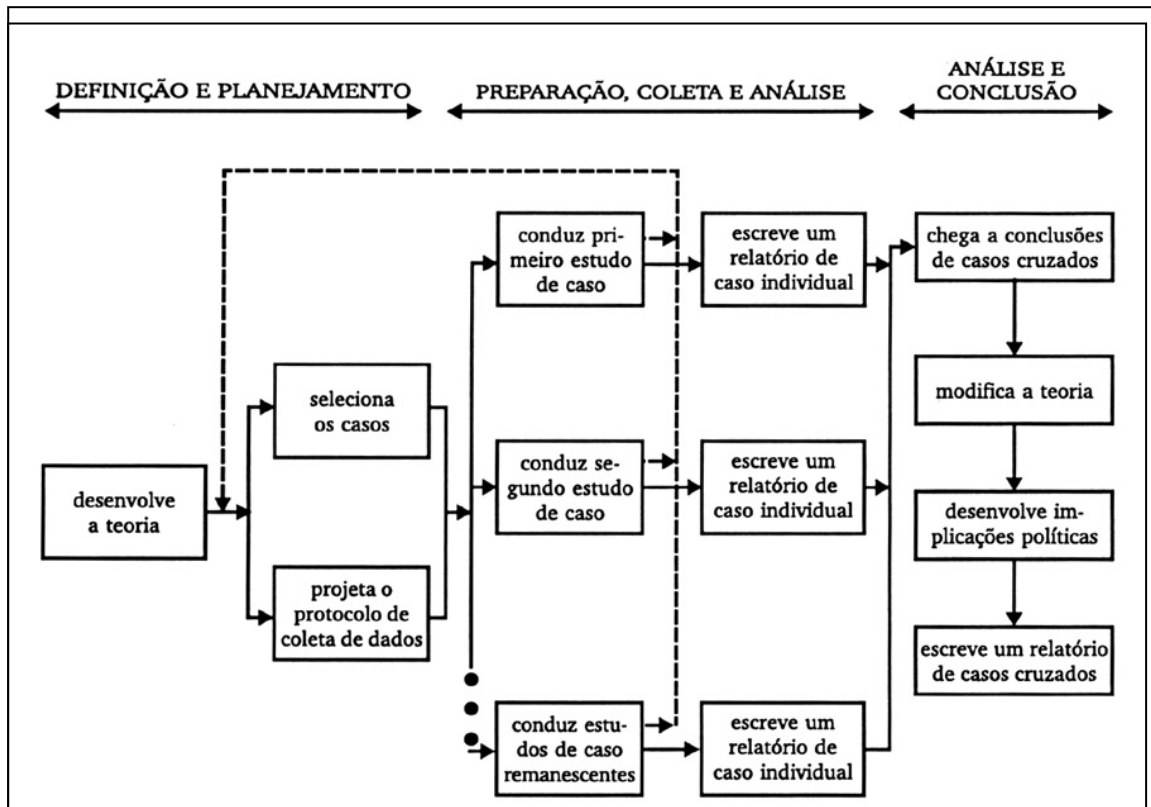 DEFINIÇÃO E PLANEJAMENTO
PREPARAÇÃO, COLETA E ANÁLISE
ANÁLISE E
CONCLUSÃO
desenvolve
a teoria
seleciona
os casos
projeta o
protocolo de
coleta de dados
conduz pri-
meiro estudo
de caso
escreve um
relatório de
caso individual
conduz se-
gundo estudo
de caso
escreve um
relatório de
caso individual
conduz estu-
dos de caso
remanescentes
escreve um
relatório de
caso individual
chega a conclusões
de casos cruzados
modifica a teoria
desenvolve im-
plicações políticas
escreve um relatório
de casos cruzados